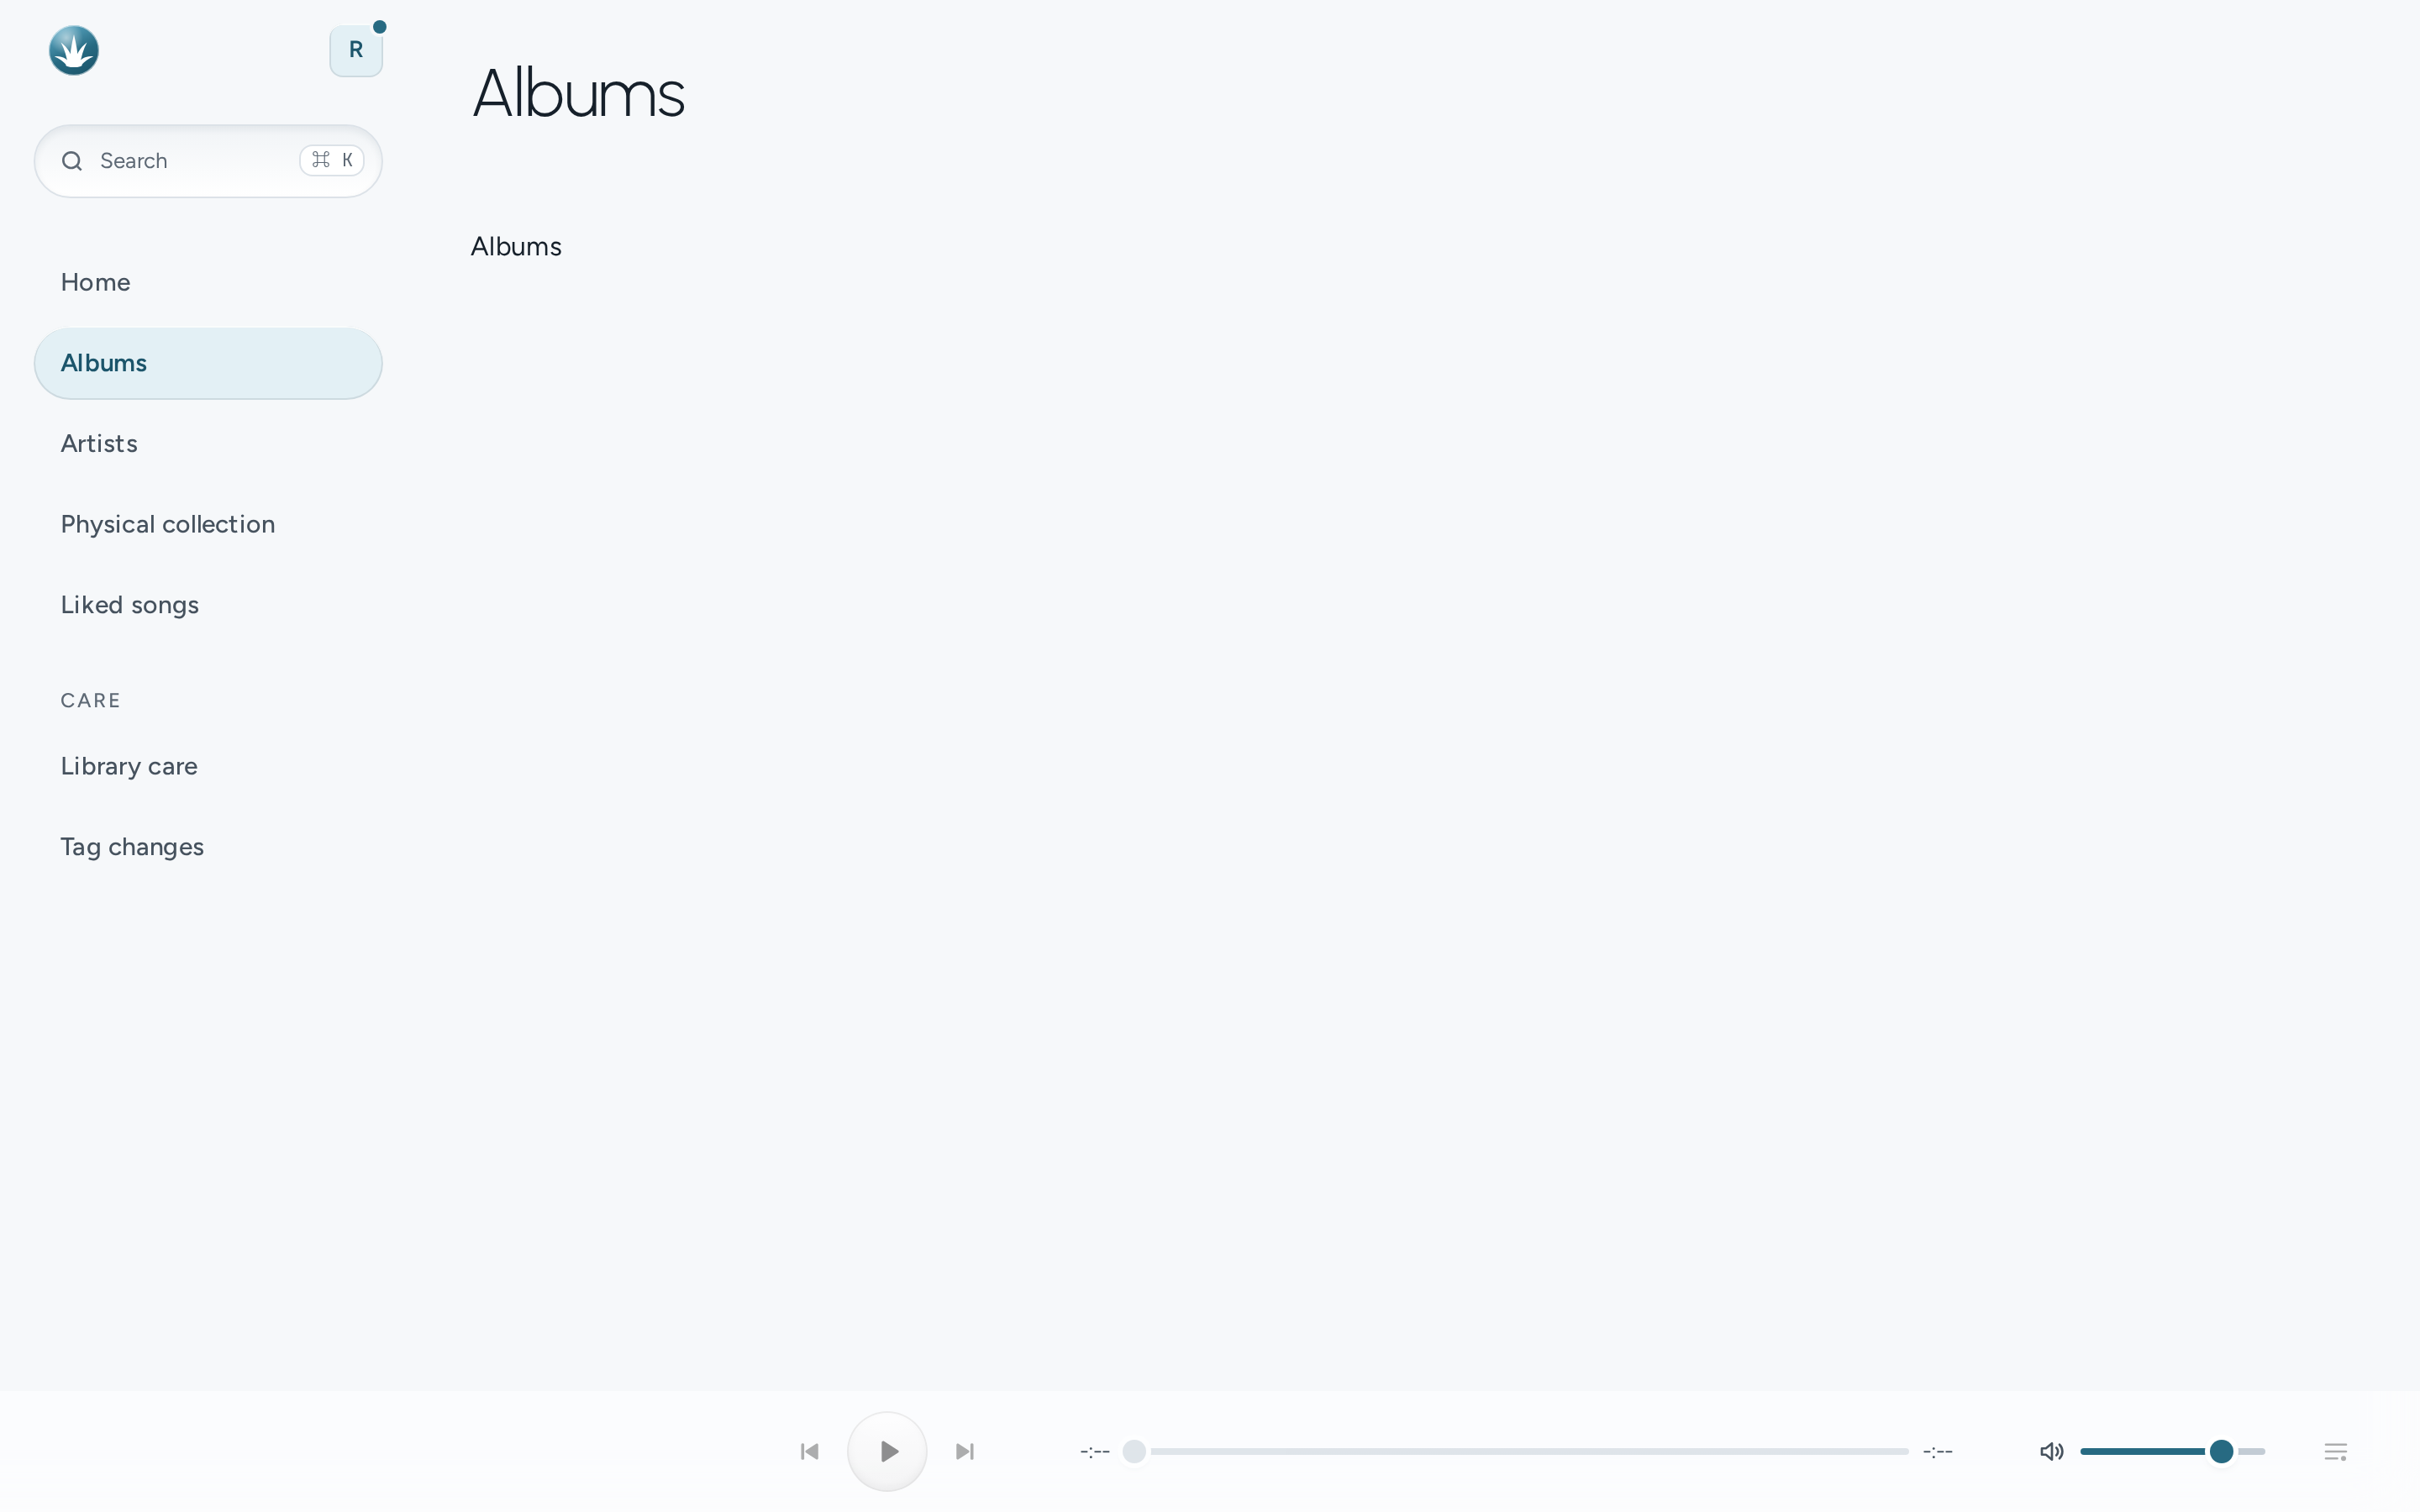 R
Albums
Search
⌘ K
Albums
Home
Albums
Artists
Physical collection
Liked songs
CARE
Library care
Tag changes
-:--
-:--